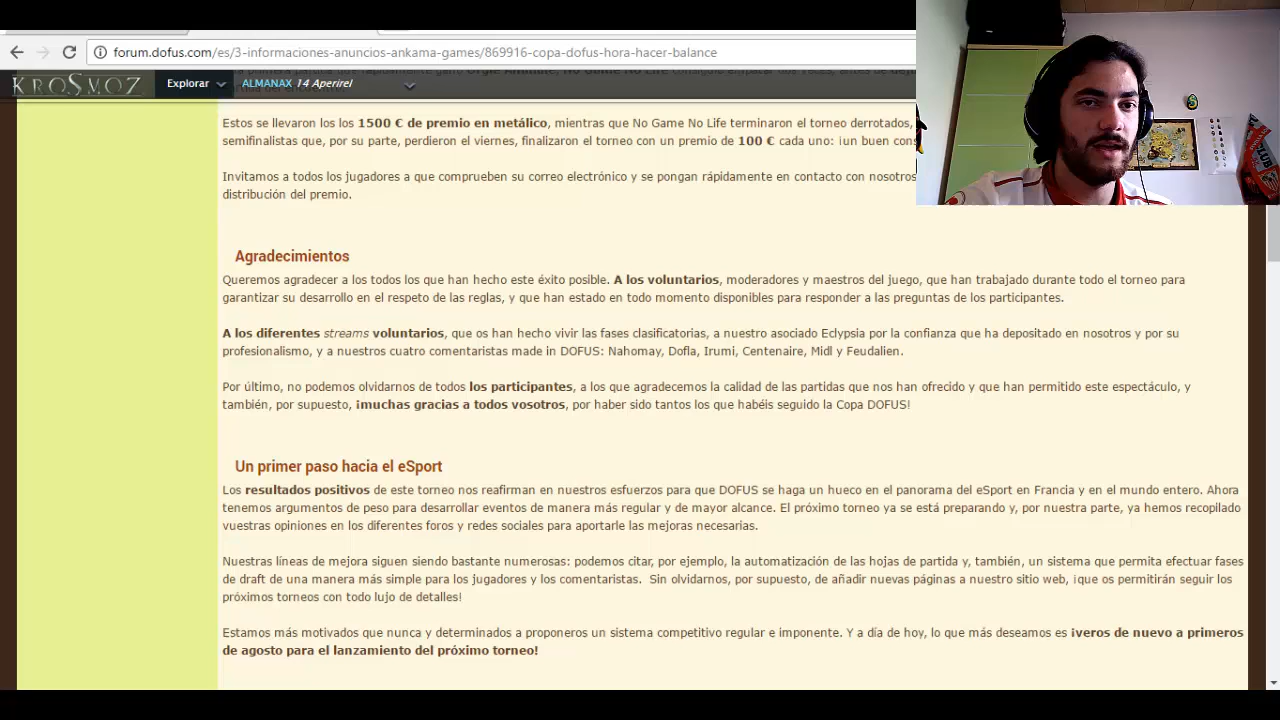 forum.dofus.com/es/3-informaciones-anuncios-ankama-games/869916-copa-dofus-hora-hacer-balance
KROSMOZ Explorar ALMANAX 14 Aperirel
Estos se llevaron los los 1500 € de premio en metálico, mientras que No Game No Life terminaron el torneo derrotados,
semifinalistas que, por su parte, perdieron el viernes, finalizaron el torneo con un premio de 100 € cada uno: ¡un buen
Invitamos a todos los jugadores a que comprueben su correo electrónico y se pongan rápidamente en contacto con nosotros
distribución del premio.
Agradecimientos
Queremos agradecer a los todos los que han hecho este éxito posible. A los voluntarios, moderadores y maestros del juego, que han trabajado durante todo el torneo para
garantizar su desarrollo en el respeto de las reglas, y que han estado en todo momento disponibles para responder a las preguntas de los participantes.
A los diferentes streams voluntarios, que os han hecho vivir las fases clasificatorias, a nuestro asociado Eclypsia por la confianza que ha depositado en nosotros y por su
profesionalismo, y a nuestros cuatro comentaristas made in DOFUS: Nahomay, Dofla, Irumi, Centenaire, Midl y Feudalien.
Por último, no podemos olvidarnos de todos los participantes, a los que agradecemos la calidad de las partidas que nos han ofrecido y que han permitido este espectáculo, y
también, por supuesto, ¡muchas gracias a todos vosotros, por haber sido tantos los que habéis seguido la Copa DOFUS!
Un primer paso hacia el eSport
Los resultados positivos de este torneo nos reafirman en nuestros esfuerzos para que DOFUS se haga un hueco en el panorama del eSport en Francia y en el mundo entero. Ahora
tenemos argumentos de peso para desarrollar eventos de manera más regular y de mayor alcance. El próximo torneo ya se está preparando y, por nuestra parte, ya hemos recopilado
vuestras opiniones en los diferentes foros y redes sociales para aportarle las mejoras necesarias.
Nuestras líneas de mejora siguen siendo bastante numerosas: podemos citar, por ejemplo, la automatización de las hojas de partida y, también, un sistema que permita efectuar fases
de draft de una manera más simple para los jugadores y los comentaristas. Sin olvidarnos, por supuesto, de añadir nuevas páginas a nuestro sitio web, ¡que os permitirán seguir los
próximos torneos con todo lujo de detalles!
Estamos más motivados que nunca y determinados a proponeros un sistema competitivo regular e imponente. Y a día de hoy, lo que más deseamos es ¡veros de nuevo a primeros
de agosto para el lanzamiento del próximo torneo!